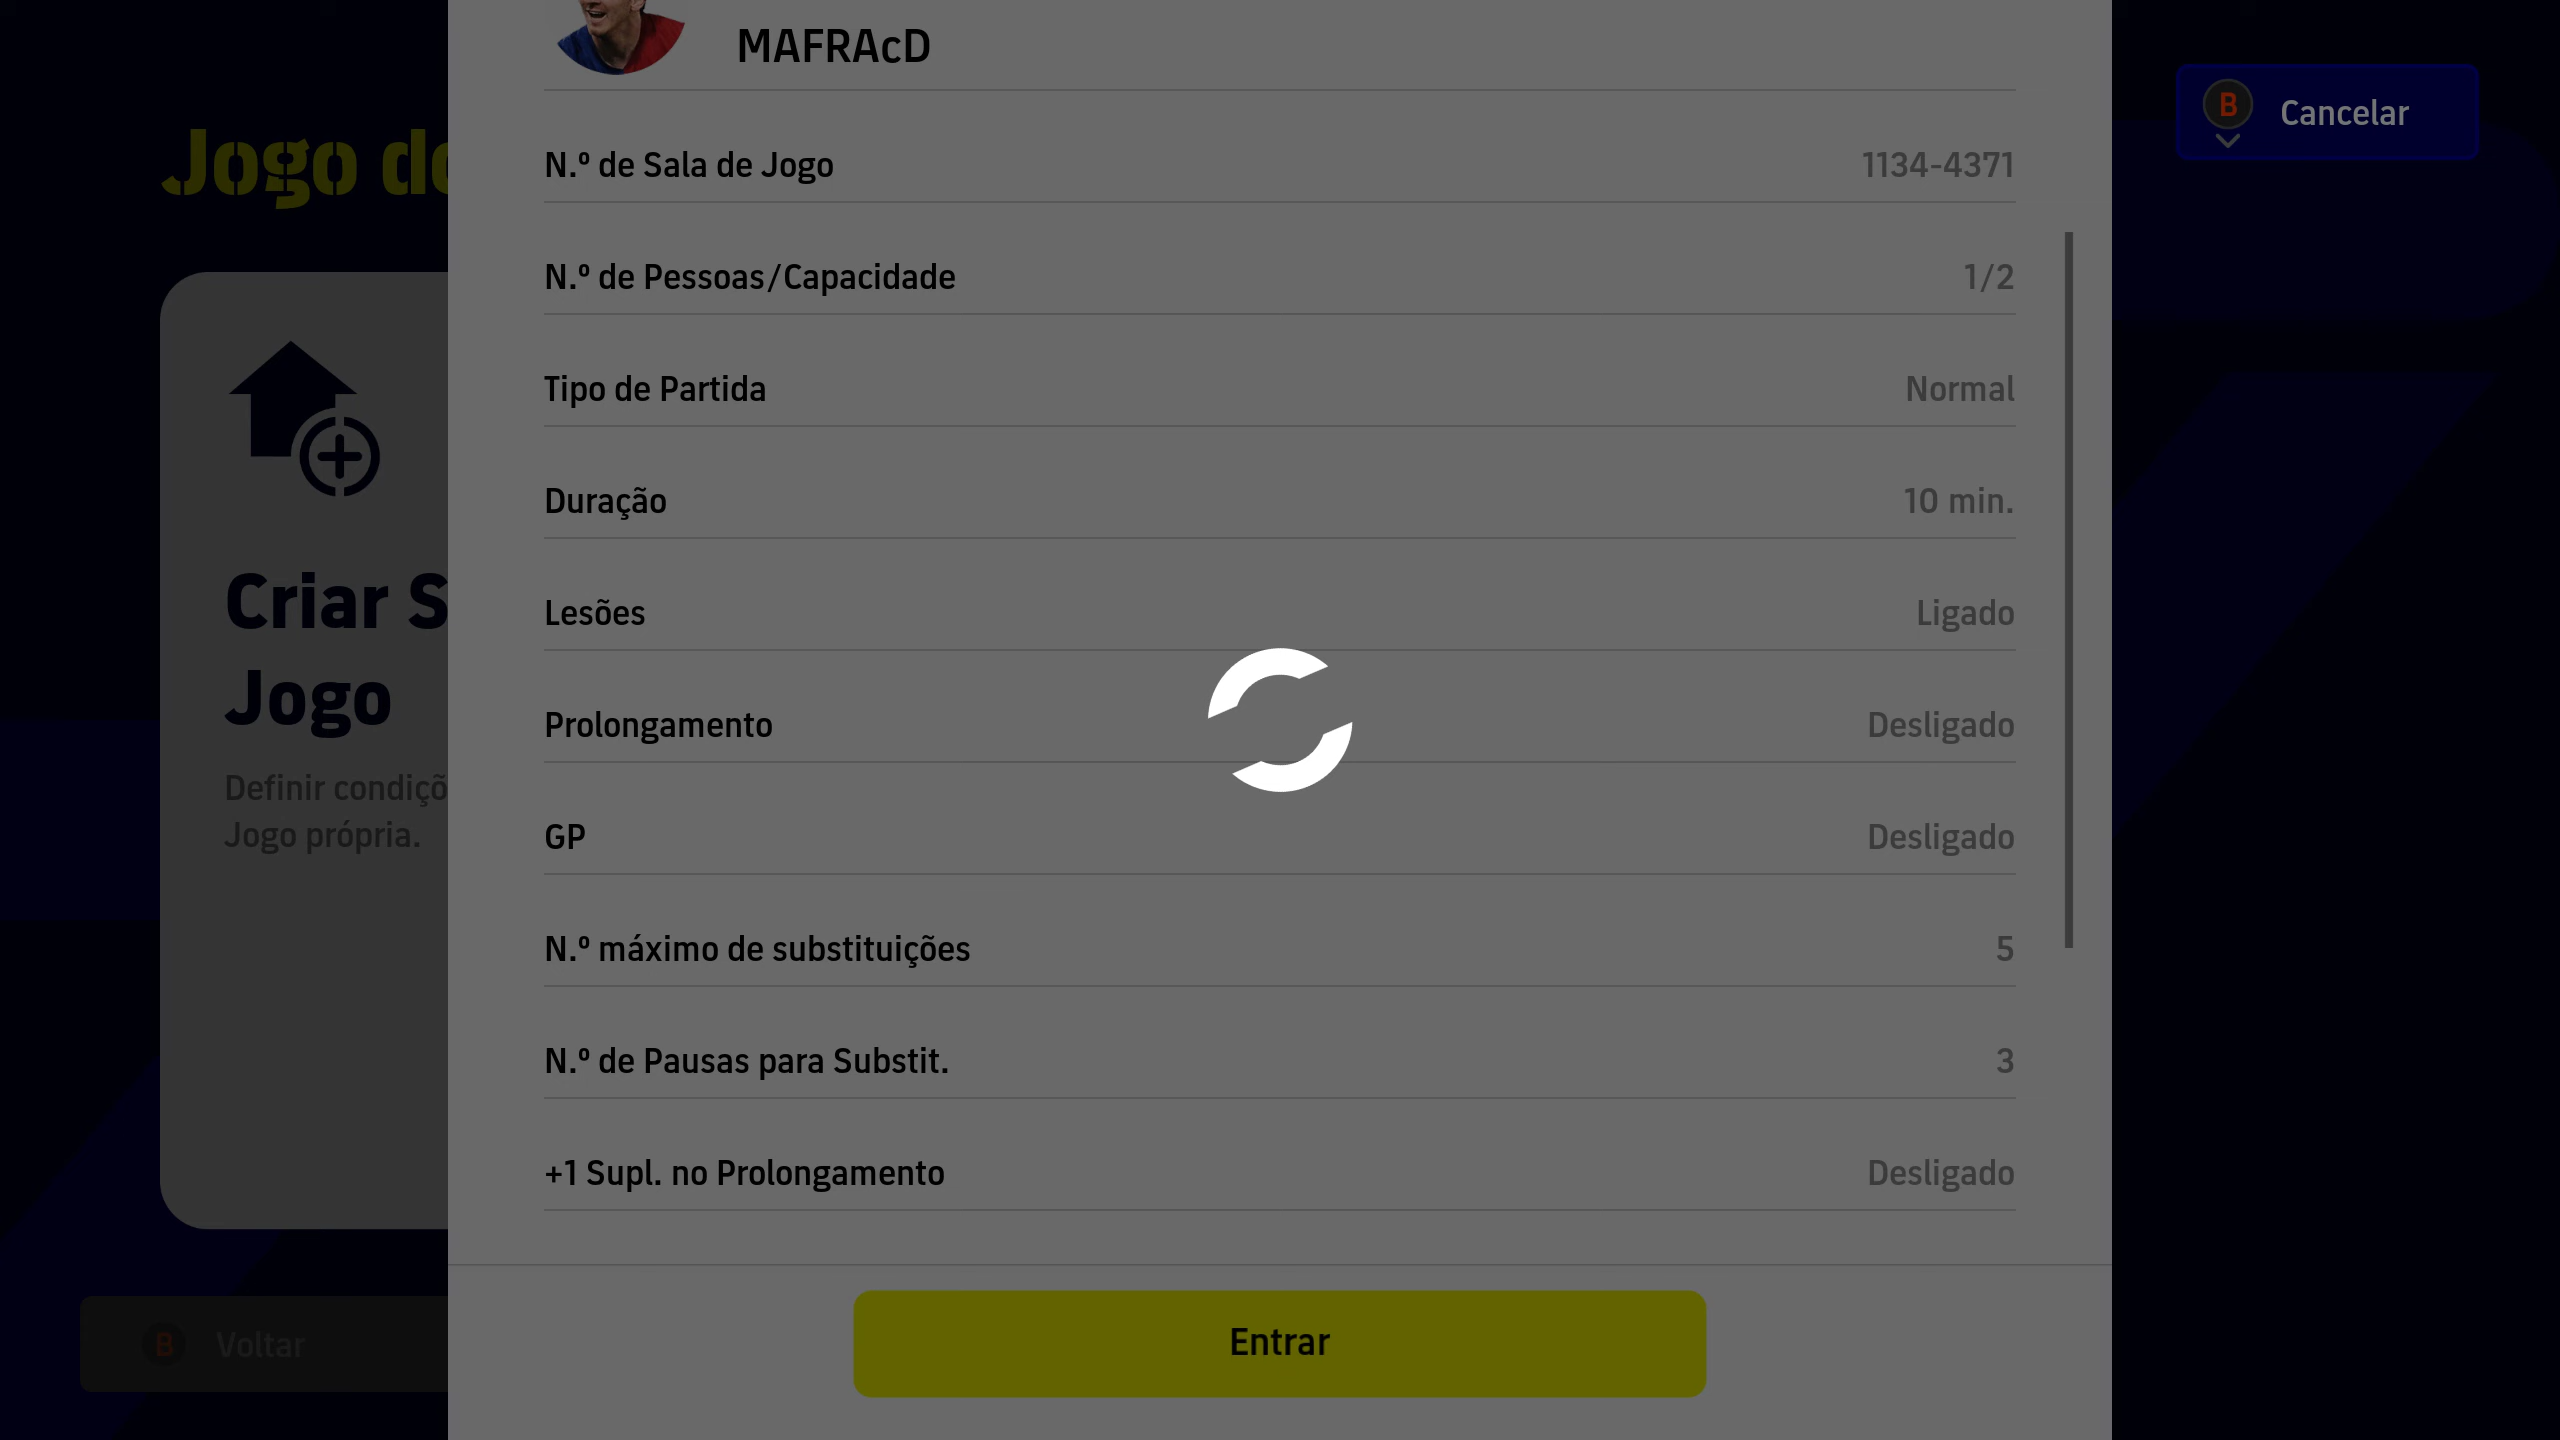 MAFRAcD
B Cancelar
Jogo do
N.º de Sala de Jogo 1134-4371
N.º de Pessoas/Capacidade 1/2
Tipo de Partida Normal
Duração 10 min.
Lesões Ligado
Prolongamento Desligado
GP Desligado
N.º máximo de substituições 5
N.º de Pausas para Substit. 3
+1 Supl. no Prolongamento Desligado
Criar S
Jogo
Definir condiçõ
Jogo própria.
B Voltar
Entrar